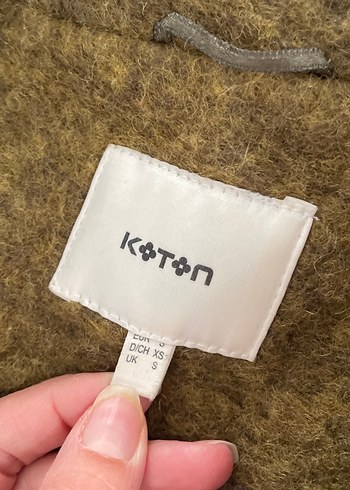 KOTON
EUR S
D/CH XS
UK S